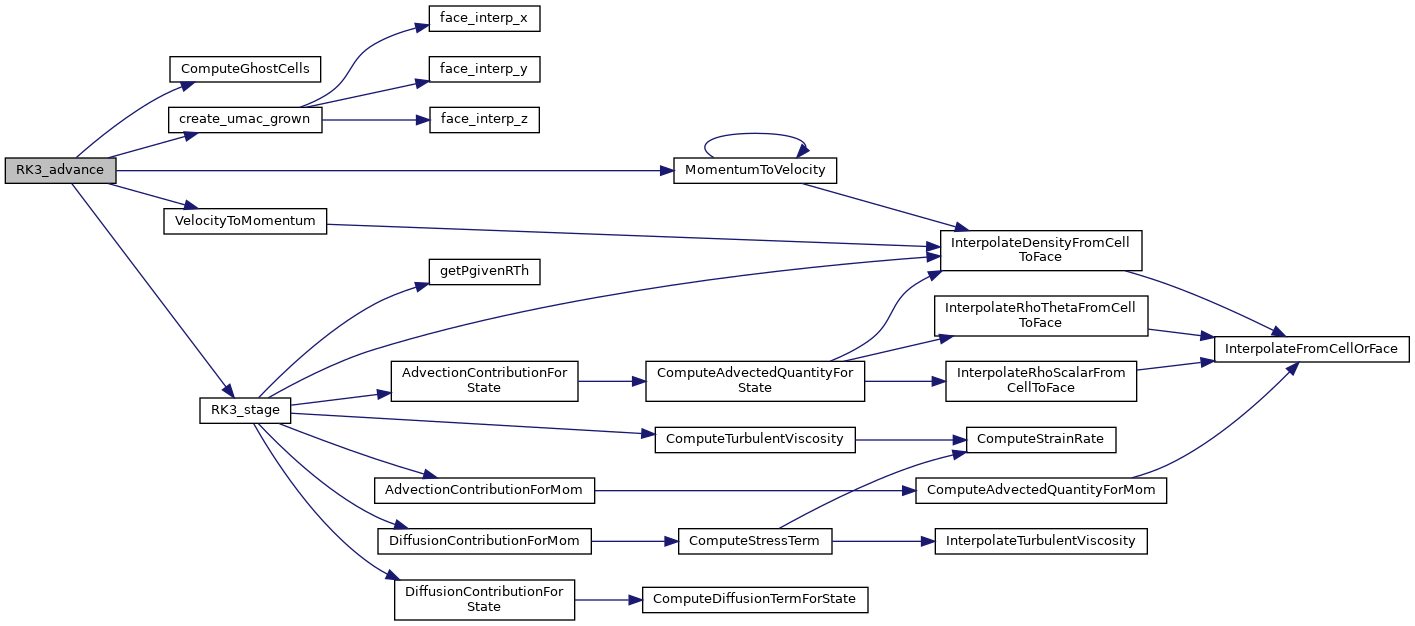 face_interp_x
ComputeGhostCells
face_interp_y
create_umac_grown
face_interp_z
RK3_advance
MomentumToVelocity
VelocityToMomentum
InterpolateDensityFromCell
ToFace
getPgivenRTh
InterpolateRhoThetaFromCell
ToFace
InterpolateFromCellOrFace
AdvectionContributionFor
State
ComputeAdvectedQuantityFor
State
InterpolateRhoScalarFrom
CellToFace
RK3_stage
ComputeTurbulentViscosity
ComputeStrainRate
AdvectionContributionForMom
ComputeAdvectedQuantityForMom
DiffusionContributionForMom
ComputeStressTerm
InterpolateTurbulentViscosity
DiffusionContributionFor
State
ComputeDiffusionTermForState